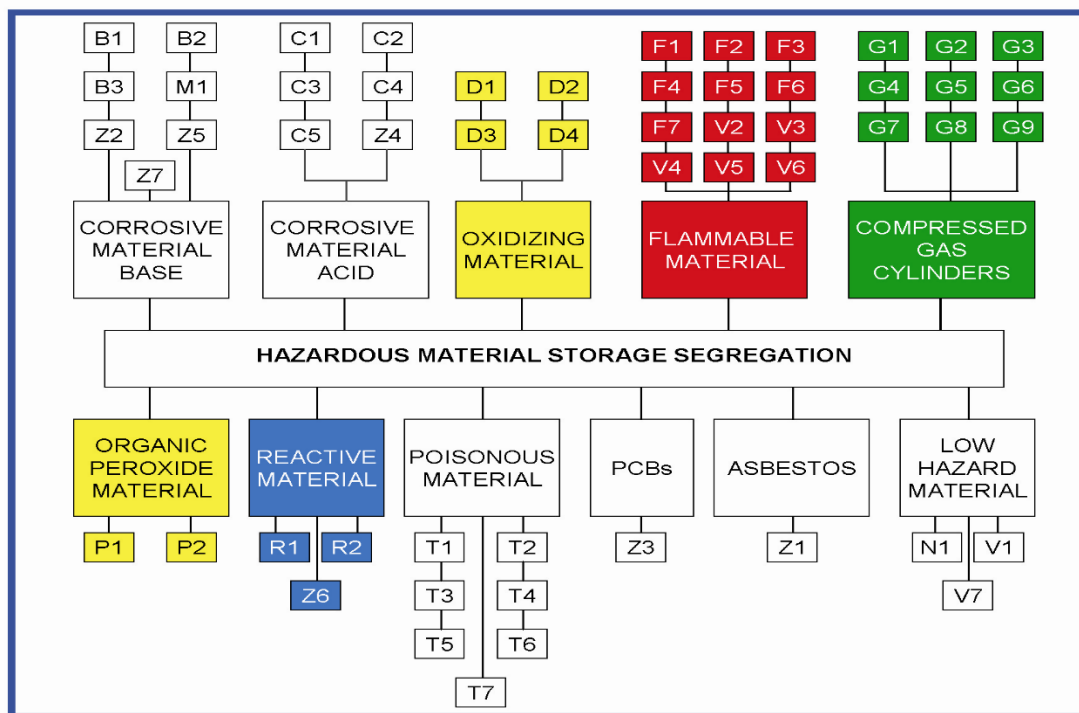 B1 B2 C1 C2 F1 F2 F3 G1 G2 G3
B3 M1 C3 C4 D1 D2 F4 F5 F6 G4 G5 G6
Z2 Z5 C5 Z4 D3 D4 F7 V2 V3 G7 G8 G9
Z7 V4 V5 V6
CORROSIVE
MATERIAL
BASE
CORROSIVE
MATERIAL
ACID
OXIDIZING
MATERIAL
FLAMMABLE
MATERIAL
COMPRESSED
GAS
CYLINDERS
HAZARDOUS MATERIAL STORAGE SEGREGATION
ORGANIC
PEROXIDE
MATERIAL
REACTIVE
MATERIAL
POISONOUS
MATERIAL
PCBs
ASBESTOS
LOW
HAZARD
MATERIAL
P1 P2 R1 R2 T1 T2 Z3 Z1 N1 V1
Z6 T3 T4 V7
T5 T6
T7